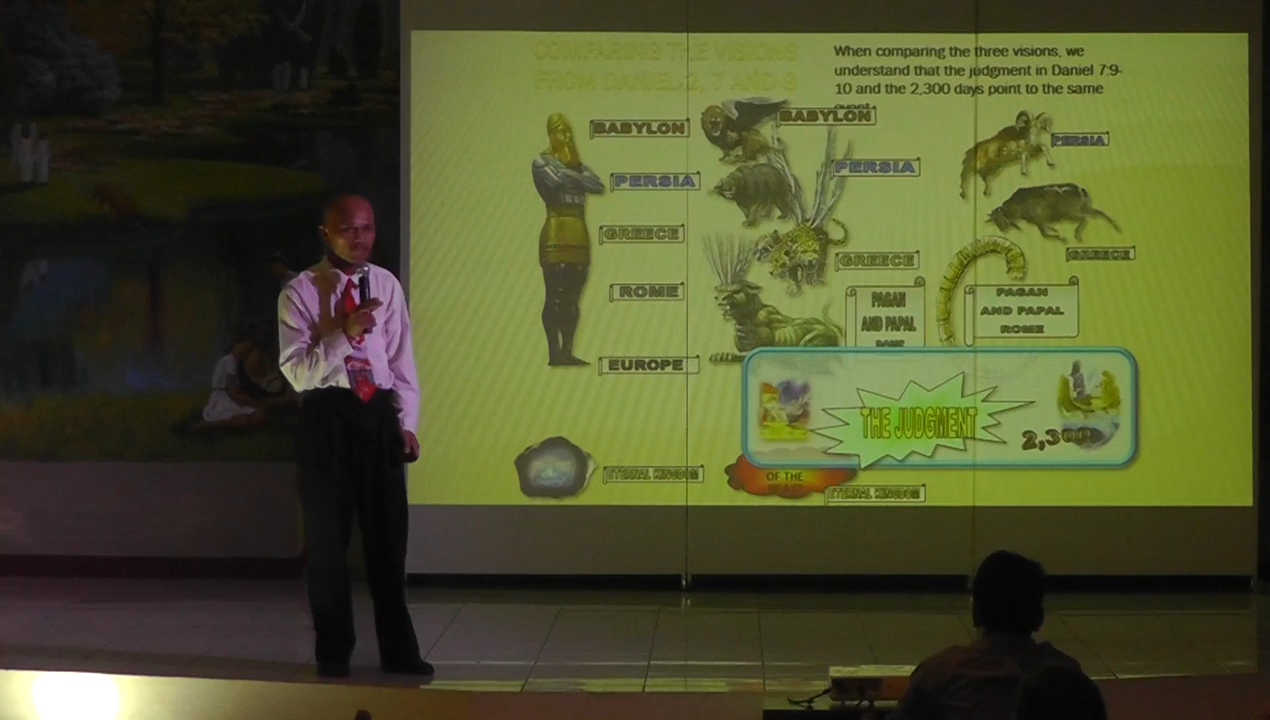 COMPARING THE VISIONS
FROM DANIEL 2, 7 AND 8
When comparing the three visions, we
understand that the judgment in Daniel 7:9-
10 and the 2,300 days point to the same
BABYLON
PERSIA
GREECE
ROME
EUROPE
ETERNAL KINGDOM
BABYLON
PERSIA
GREECE
PAGAN
AND PAPAL
OF THE
ETERNAL KINGDOM
PERSIA
GREECE
PAGAN
AND PAPAL
ROME
THE JUDGMENT
2,300